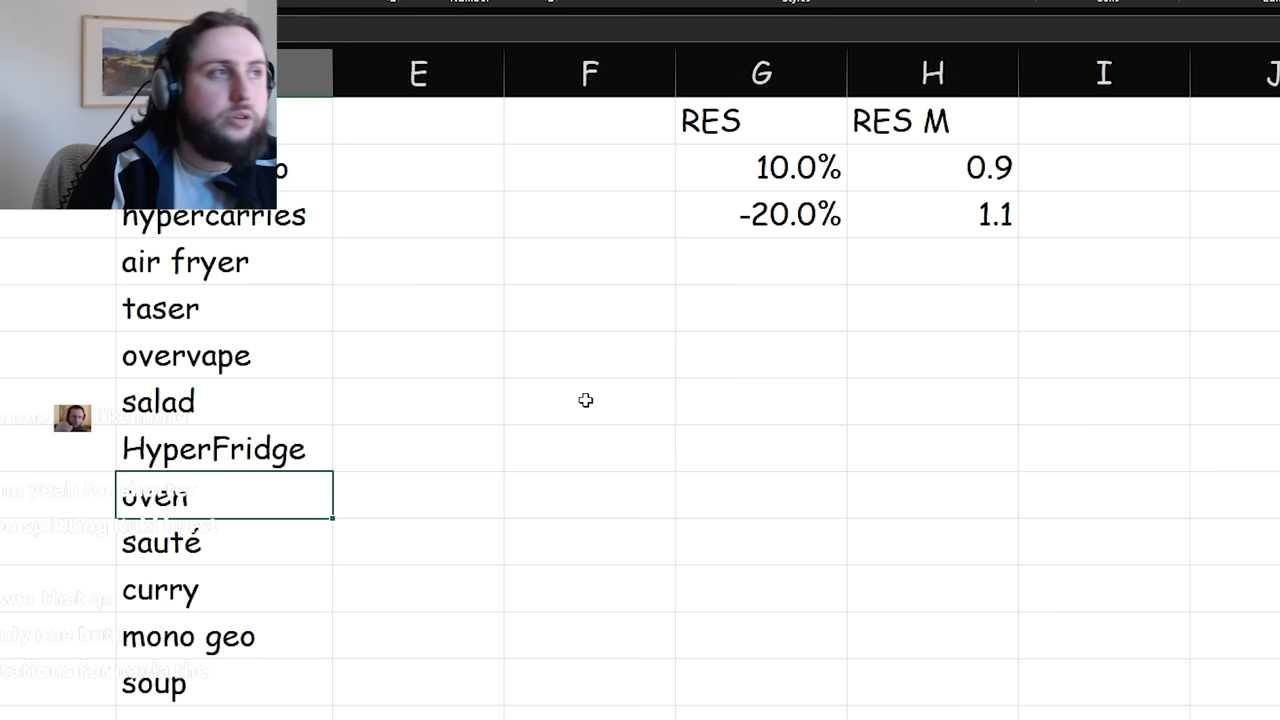 E F G H I J
RES RES M
10.0% 0.9
hypercarries -20.0% 1.1
air fryer
taser
overvape
salad
HyperFridge
oven
sauté
curry
mono geo
soup